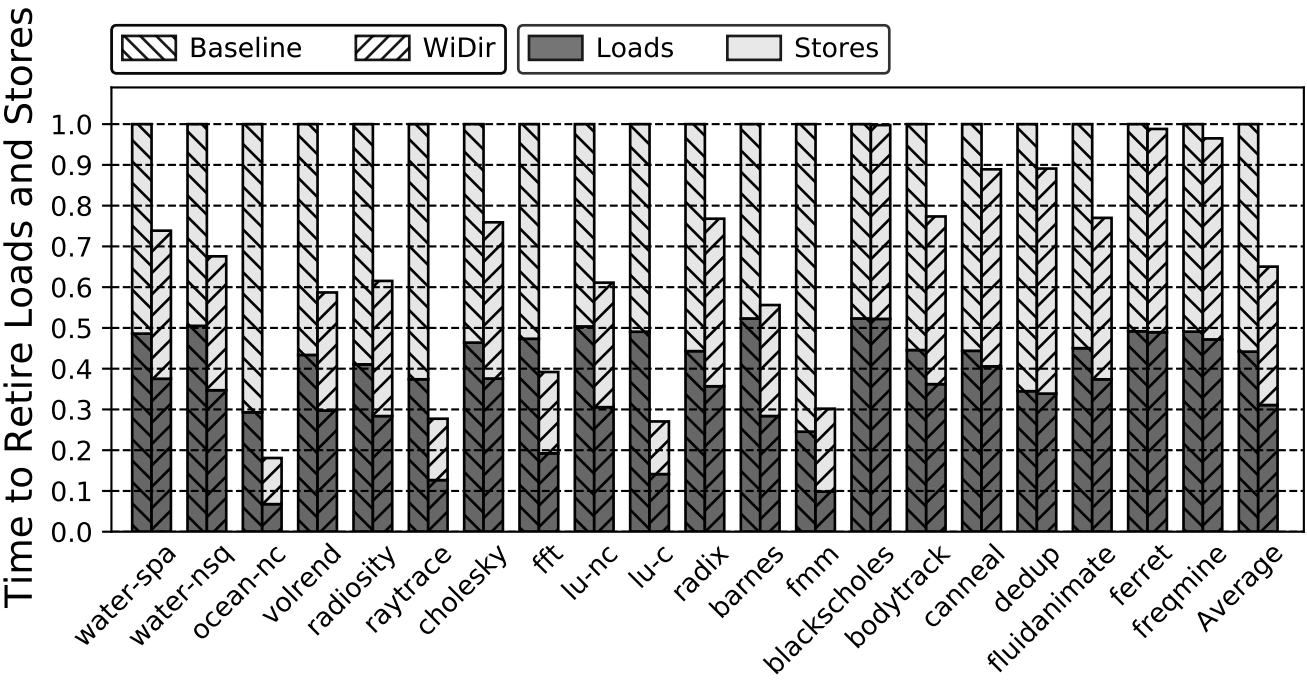 Time to Retire Loads and Stores
Baseline WiDir Loads Stores
1.0
0.9
0.8
0.7
0.6
0.5
0.4
0.3
0.2
0.1
0.0
water-spa
water-nsq
ocean-nc
volrend
radiosity
raytrace
cholesky
fft
lu-nc
lu-c
radix
barnes
fmm
blackscholes
bodytrack
canneal
dedup
fluidanimate
ferret
freqmine
Average